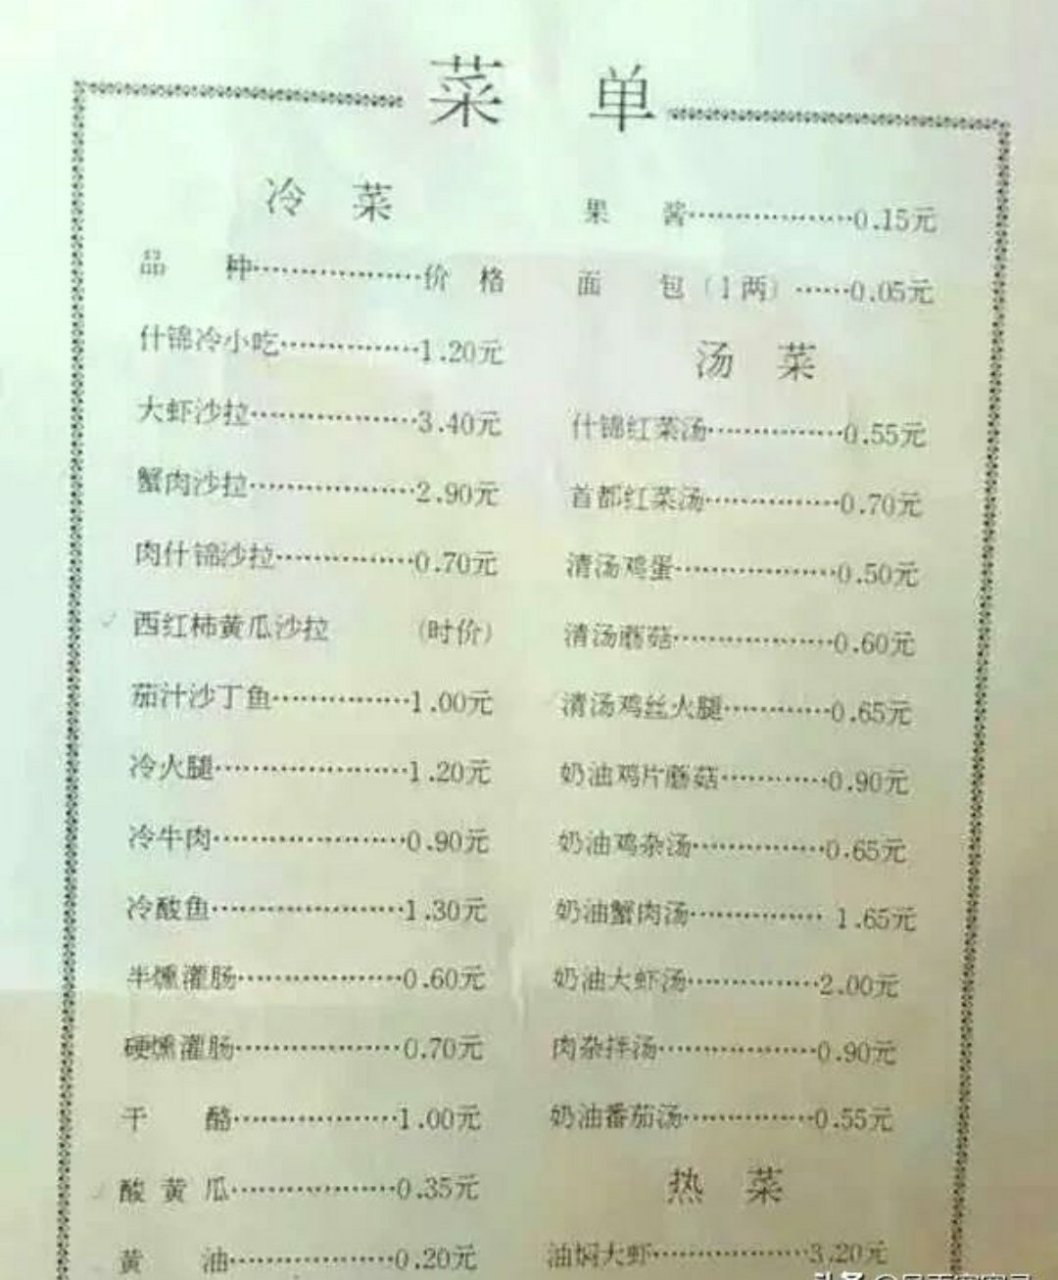 菜 单
冷 菜
品 种………………价 格
什锦冷小吃……………1.20元
大虾沙拉………………3.40元
蟹肉沙拉………………2.90元
肉什锦沙拉……………0.70元
西红柿黄瓜沙拉 (时价)
茄汁沙丁鱼……………1.00元
冷火腿…………………1.20元
冷牛肉…………………0.90元
冷酸鱼…………………1.30元
半燻灌肠………………0.60元
硬燻灌肠………………0.70元
干 酪………………1.00元
酸 黄 瓜………………0.35元
黄 油………………0.20元
果 酱………………0.15元
面 包(1两)……0.05元
汤 菜
什锦红菜汤……………0.55元
首都红菜汤……………0.70元
清汤鸡蛋………………0.50元
清汤蘑菇………………0.60元
清汤鸡丝火腿…………0.65元
奶油鸡片蘑菇…………0.90元
奶油鸡杂汤……………0.65元
奶油蟹肉汤…………… 1.65元
奶油大虾汤……………2.00元
肉杂拌汤………………0.90元
奶油番茄汤……………0.55元
热 菜
油焖大虾………………3.20元